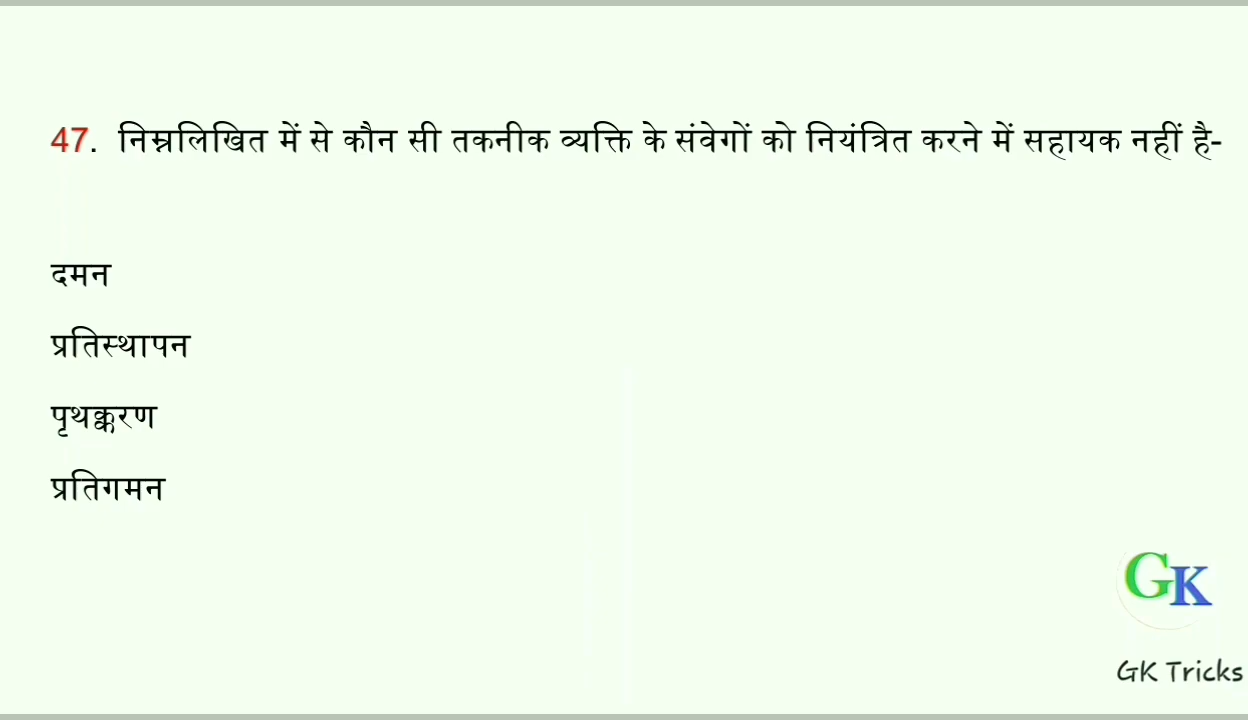 47. निम्नलिखित में से कौन सी तकनीक व्यक्ति के संवेगों को नियंत्रित करने में सहायक नहीं है-
दमन
प्रतिस्थापन
पृथक्करण
प्रतिगमन
GK
GK Tricks